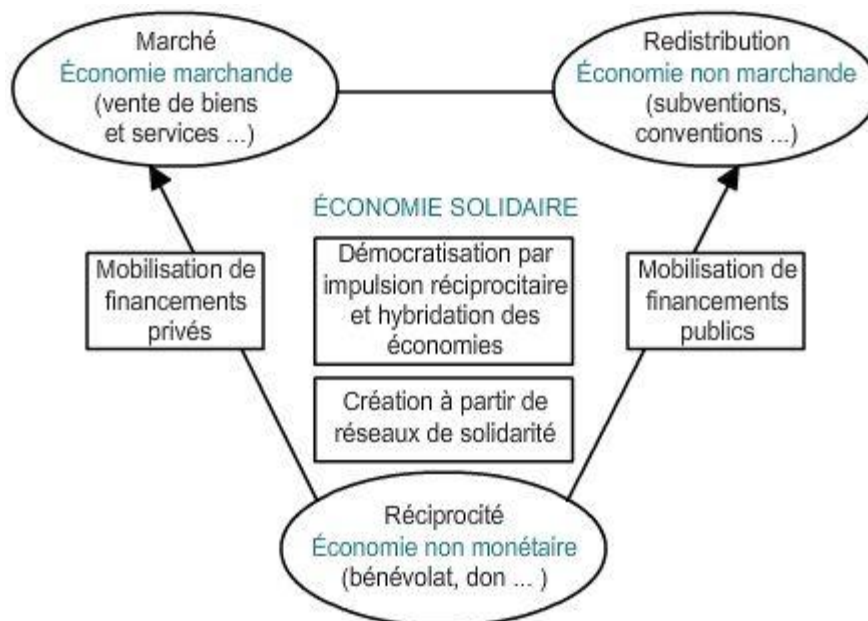 Marché
Économie marchande
(vente de biens
et services ...)
Redistribution
Économie non marchande
(subventions,
conventions ...)
ÉCONOMIE SOLIDAIRE
Mobilisation de
financements
privés
Démocratisation par
impulsion réciprocitaire
et hybridation des
économies
Mobilisation de
financements
publics
Création à partir de
réseaux de solidarité
Réciprocité
Économie non monétaire
(bénévolat, don ... )